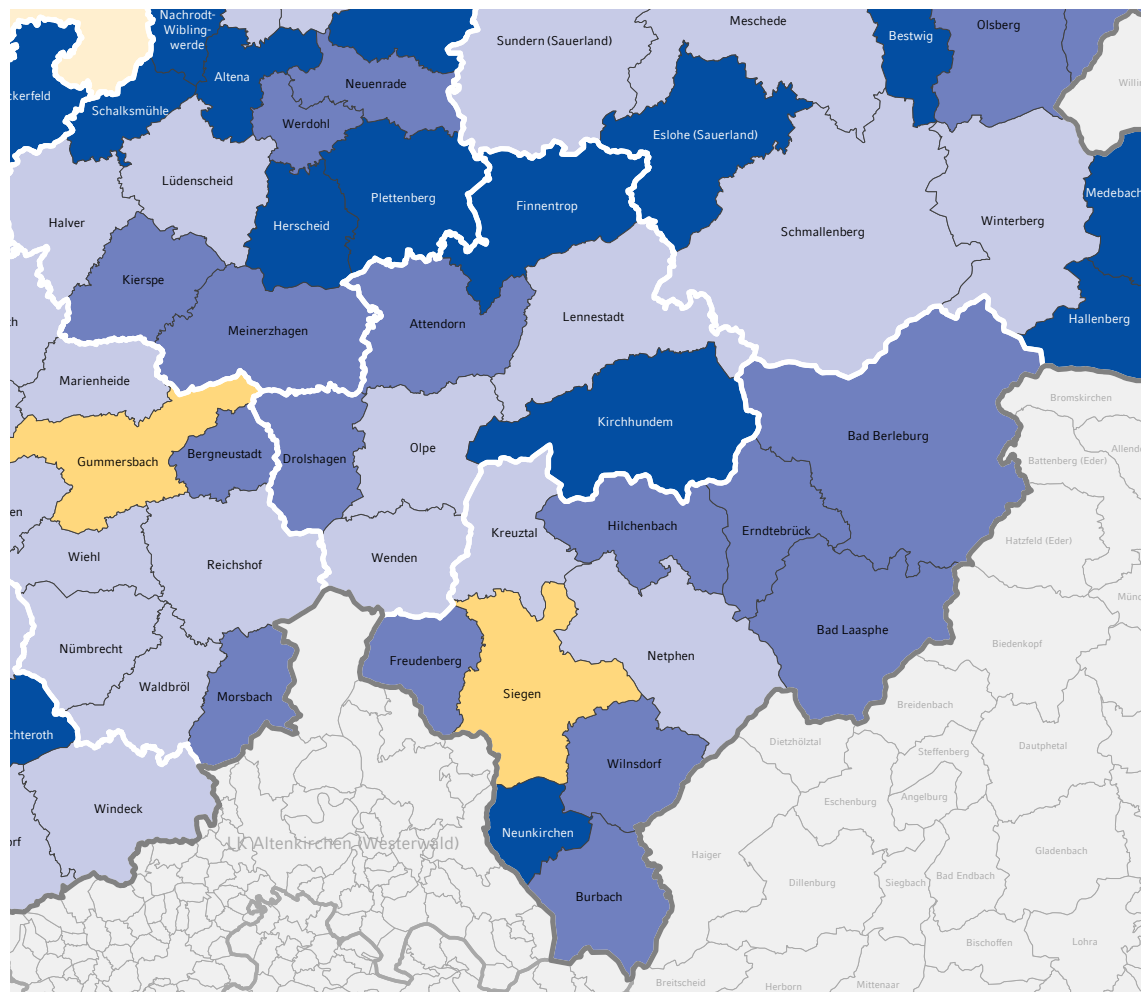 Nachrodt-
Wibling-
werde
Meschede
Olsberg
Sundern (Sauerland)
Bestwig
Altena
Neuenrade
ckerfeld
Schalksmühle
Werdohl
Eslohe (Sauerland)
Lüdenscheid
Plettenberg
Finnentrop
Medebach
Halver
Herscheid
Schmallenberg
Winterberg
Kierspe
Meinerzhagen
Attendorn
Lennestadt
Hallenberg
Marienheide
Bromskirchen
Kirchhundem
Bad Berleburg
Gummersbach
Bergneustadt
Drolshagen
Olpe
Battenberg (Eder)
en
Kreuztal
Hilchenbach
Erndtebrück
Hatzfeld (Eder)
Wiehl
Reichshof
Wenden
Nümbrecht
Freudenberg
Netphen
Bad Laasphe
Biedenkopf
Waldbröl
Morsbach
Siegen
Breidenbach
chteroth
Dietzhölztal
Steffenberg
Dautphetal
Wilnsdorf
Windeck
Eschenburg
Angelburg
Neunkirchen
orf
LK Altenkirchen (Westerwald)
Haiger
Gladenbach
Dillenburg
Siegbach
Bad Endbach
Burbach
Bischoffen
Lohra
Breitscheid
Herborn
Mittenaar